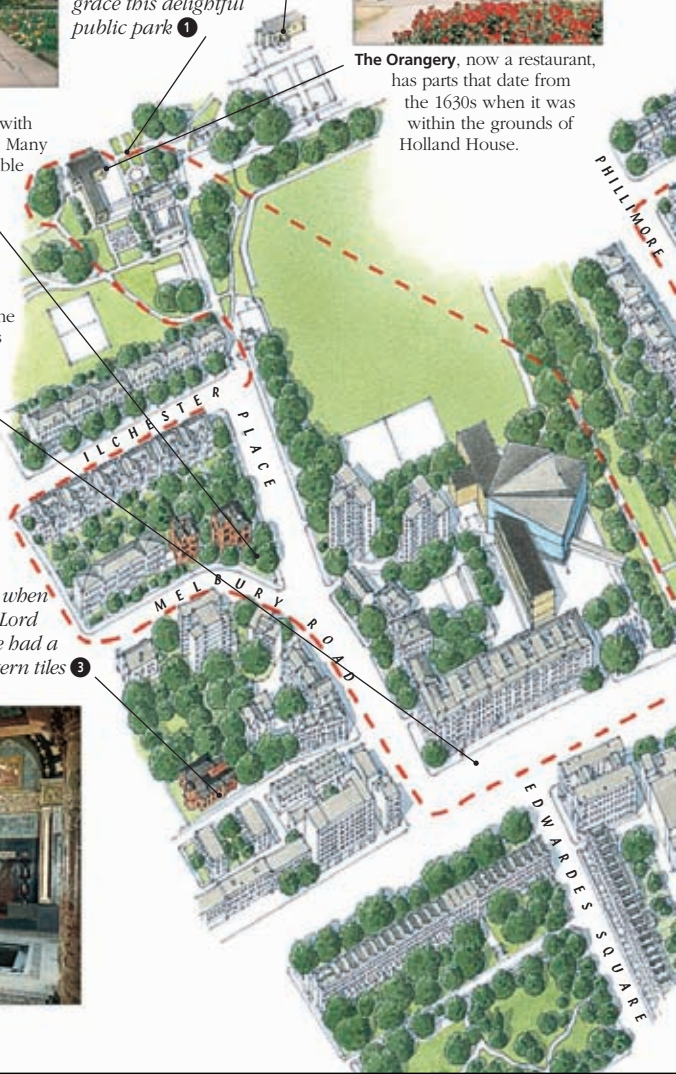 grace this delightful
public park 1
The Orangery, now a restaurant,
has parts that date from
the 1630s when it was
within the grounds of
Holland House.
with
Many
ble
PHILLIMORE
ne
s
ILCHESTER
PLACE
MELBURY ROAD
when
Lord
e had a
tern tiles 3
EDWARDES SQUARE